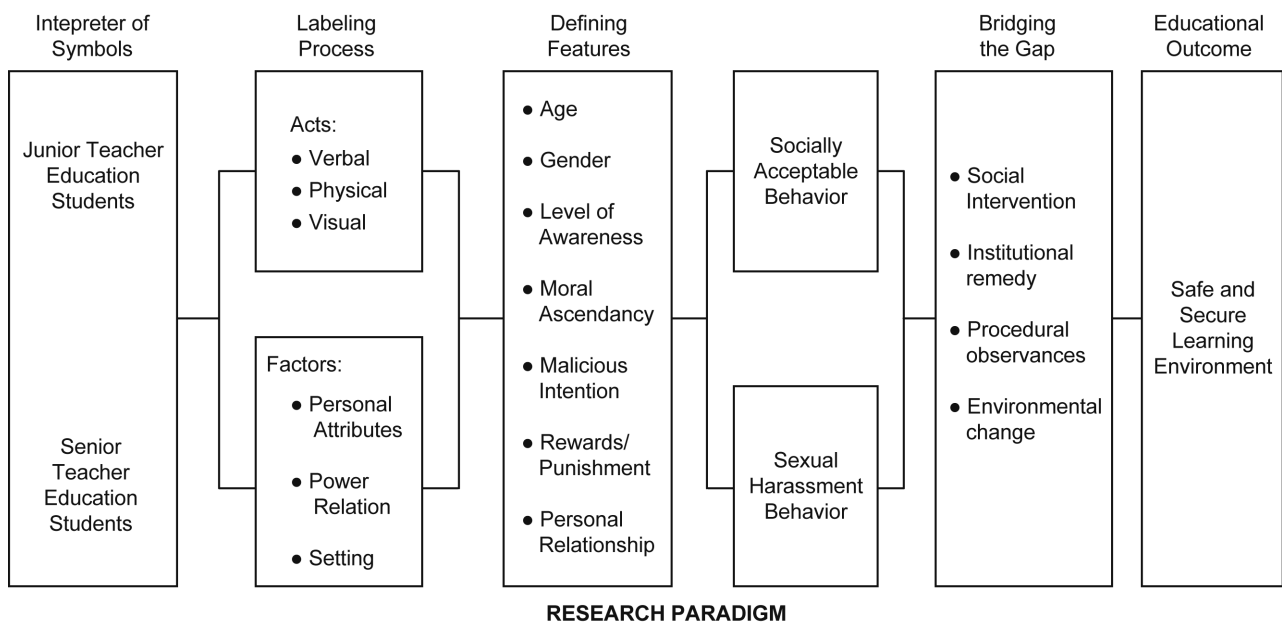 Intepreter of
Symbols
Labeling
Process
Defining
Features
Bridging
the Gap
Educational
Outcome
Junior Teacher
Education
Students
Senior
Teacher
Education
Students
Acts:
● Verbal
● Physical
● Visual
Factors:
● Personal
Attributes
● Power
Relation
● Setting
● Age
● Gender
● Level of
Awareness
● Moral
Ascendancy
● Malicious
Intention
● Rewards/
Punishment
● Personal
Relationship
Socially
Acceptable
Behavior
Sexual
Harassment
Behavior
● Social
Intervention
● Institutional
remedy
● Procedural
observances
● Environmental
change
Safe and
Secure
Learning
Environment
RESEARCH PARADIGM